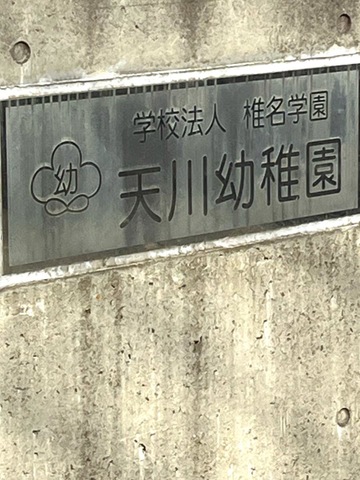 学校法人 椎名学園
幼
天川幼稚園